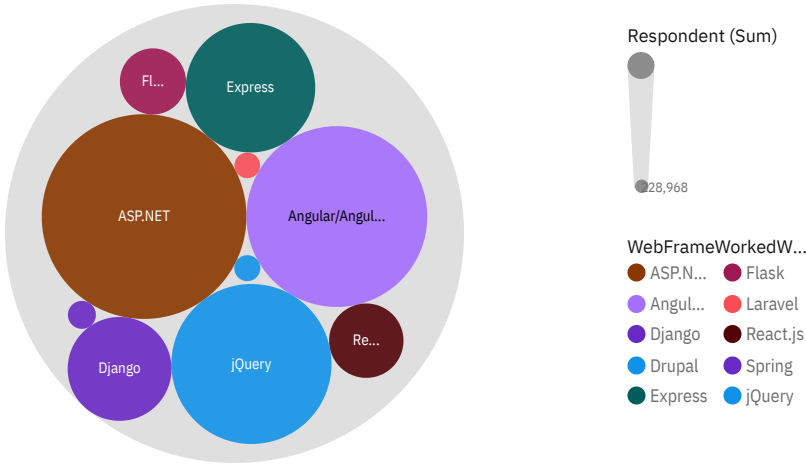 Fl...
Express
ASP.NET
Angular/Angul...
Re...
Django
jQuery
Respondent (Sum)
228,968
WebFrameWorkedW...
ASP.N...
Flask
Angul...
Laravel
Django
React.js
Drupal
Spring
Express
jQuery